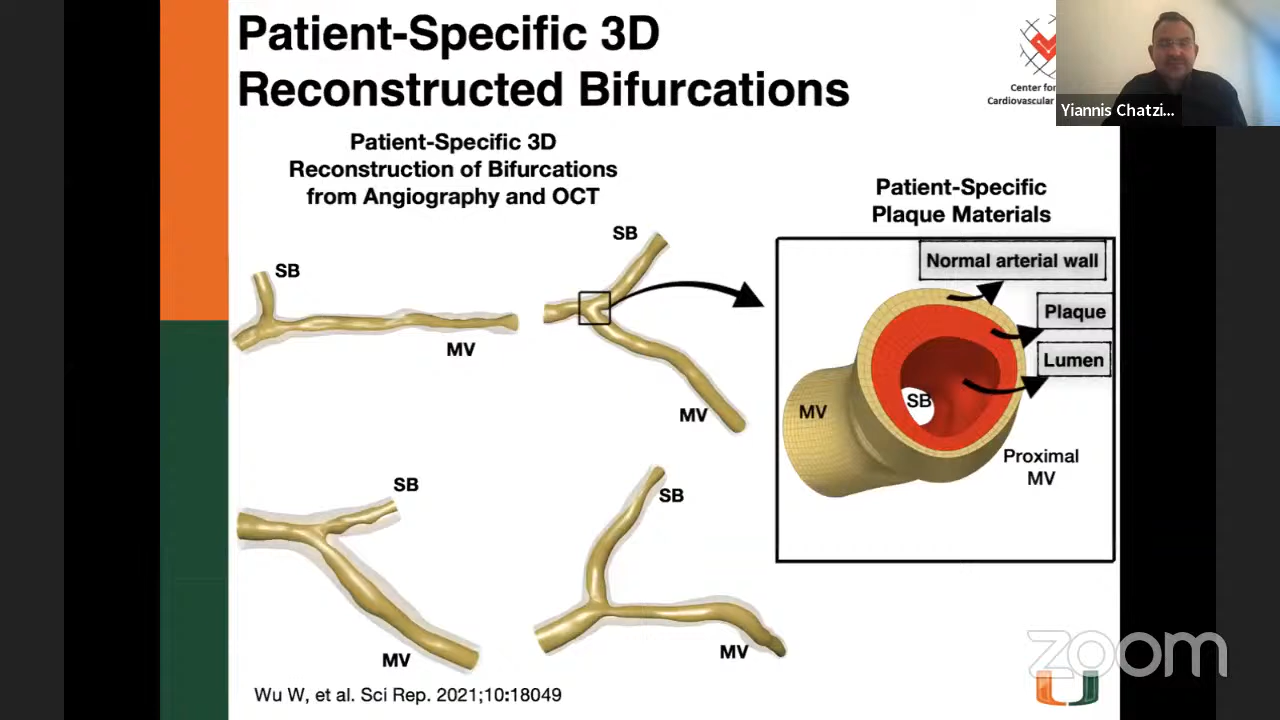 Patient-Specific 3D
Reconstructed Bifurcations
Center for
Cardiovascular
Yiannis Chatzi...
Patient-Specific 3D
Reconstruction of Bifurcations
from Angiography and OCT
SB
MV
SB
MV
SB
MV
SB
MV
Patient-Specific
Plaque Materials
Normal arterial wall
Plaque
Lumen
MV
SB
Proximal
MV
Wu W, et al. Sci Rep. 2021;10:18049
zoom